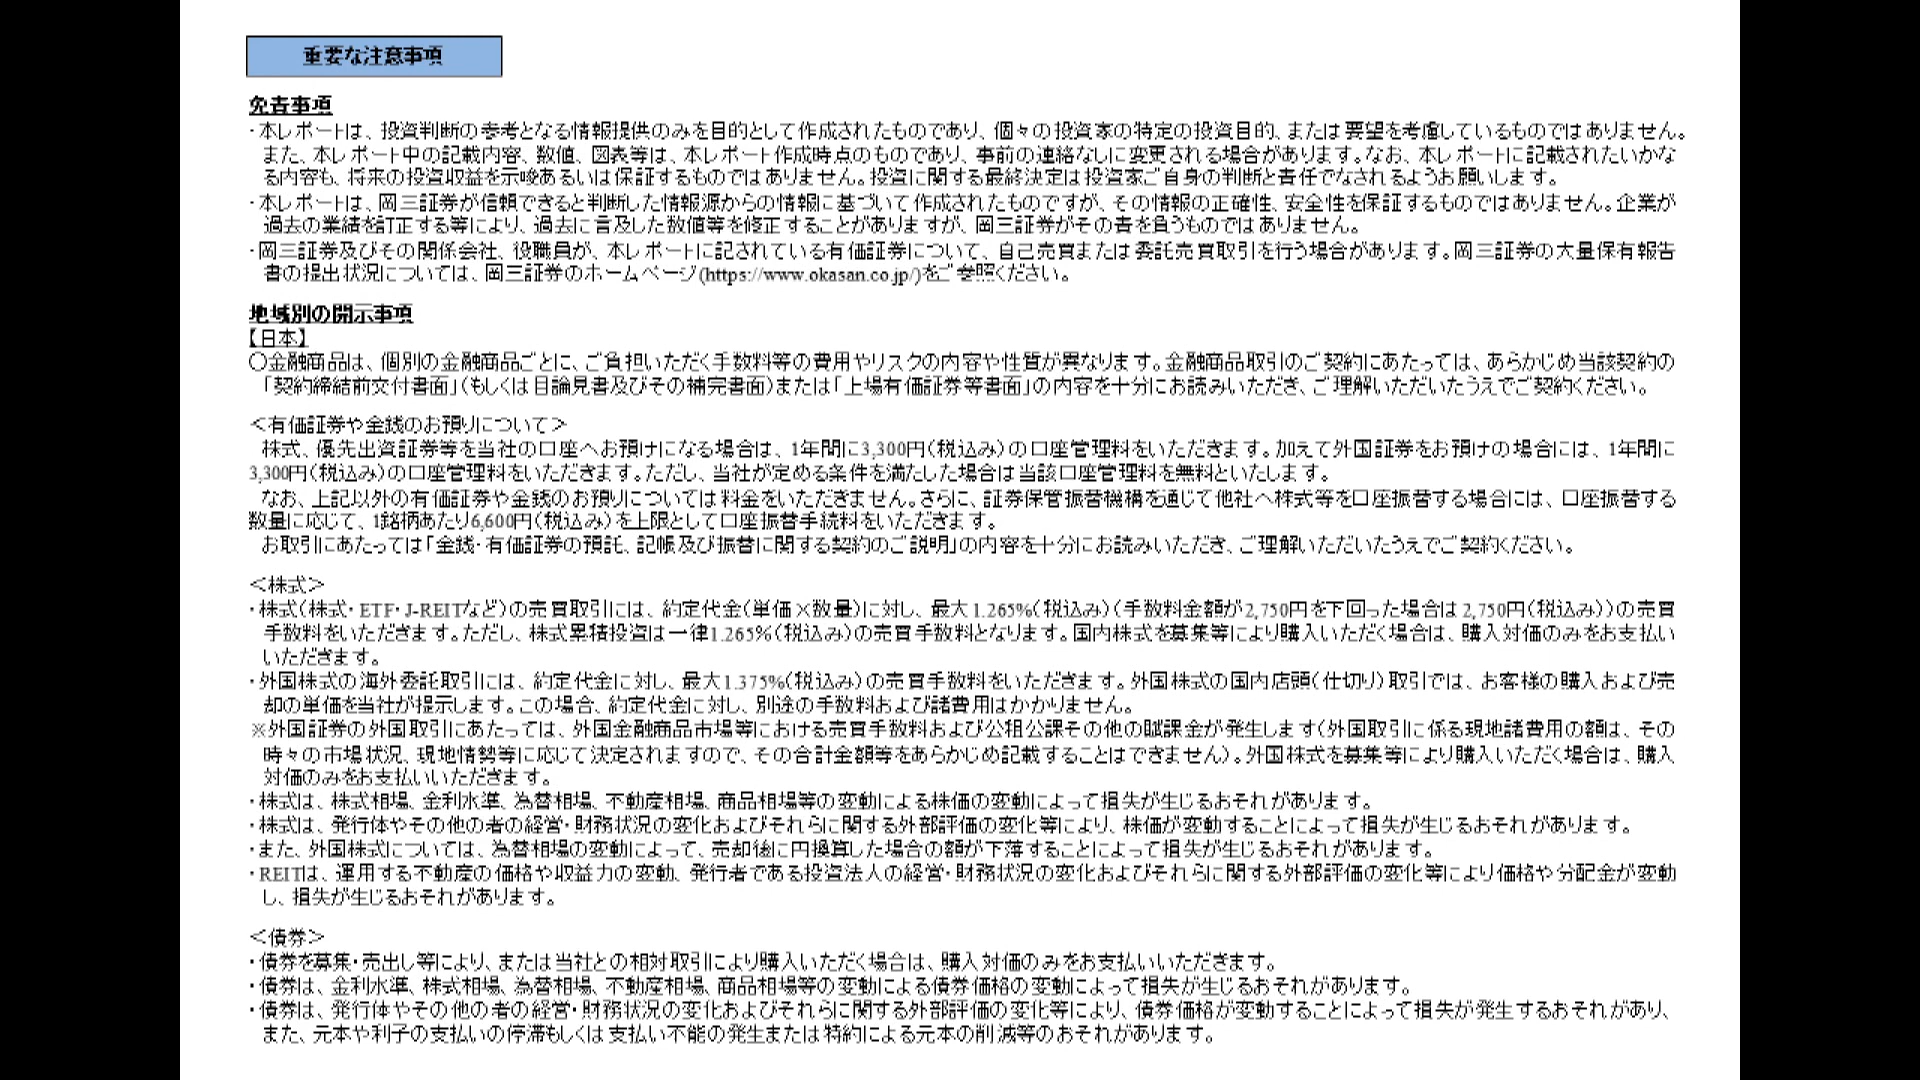 重要な注意事項
免責事項
・本レポートは、投資判断の参考となる情報提供のみを目的として作成されたものであり、個々の投資家の特定の投資目的、または要望を考慮しているものではありません。
また、本レポート中の記載内容、数値、図表等は、本レポート作成時点のものであり、事前の連絡なしに変更される場合があります。なお、本レポートに記載されたいかな
る内容も、将来の投資収益を示唆あるいは保証するものではありません。投資に関する最終決定は投資家ご自身の判断と責任でなされるようお願いします。
・本レポートは、岡三証券が信頼できると判断した情報源からの情報に基づいて作成されたものですが、その情報の正確性、安全性を保証するものではありません。企業が
過去の業績を訂正する等により、過去に言及した数値等を修正することがありますが、岡三証券がその責を負うものではありません。
・岡三証券及びその関係会社、役職員が、本レポートに記されている有価証券について、自己売買または委託売買取引を行う場合があります。岡三証券の大量保有報告
書の提出状況については、岡三証券のホームページ(https://www.okasan.co.jp/)をご参照ください。
地域別の開示事項
【日本】
○金融商品は、個別の金融商品ごとに、ご負担いただく手数料等の費用やリスクの内容や性質が異なります。金融商品取引のご契約にあたっては、あらかじめ当該契約の
「契約締結前交付書面」（もしくは目論見書及びその補完書面）または「上場有価証券等書面」の内容を十分にお読みいただき、ご理解いただいたうえでご契約ください。
＜有価証券や金銭のお預りについて＞
株式、優先出資証券等を当社の口座へお預けになる場合は、1年間に3,300円（税込み）の口座管理料をいただきます。加えて外国証券をお預けの場合には、1年間に
3,300円（税込み）の口座管理料をいただきます。ただし、当社が定める条件を満たした場合は当該口座管理料を無料といたします。
なお、上記以外の有価証券や金銭のお預りについては料金をいただきません。さらに、証券保管振替機構を通じて他社へ株式等を口座振替する場合には、口座振替する
数量に応じて、1銘柄あたり6,600円（税込み）を上限として口座振替手続料をいただきます。
お取引にあたっては「金銭・有価証券の預託、記帳及び振替に関する契約のご説明」の内容を十分にお読みいただき、ご理解いただいたうえでご契約ください。
＜株式＞
・株式（株式・ETF・J-REITなど）の売買取引には、約定代金（単価×数量）に対し、最大1.265%（税込み）（手数料金額が2,750円を下回った場合は2,750円（税込み））の売買
手数料をいただきます。ただし、株式累積投資は一律1.265%（税込み）の売買手数料となります。国内株式を募集等により購入いただく場合は、購入対価のみをお支払い
いただきます。
・外国株式の海外委託取引には、約定代金に対し、最大1.375%（税込み）の売買手数料をいただきます。外国株式の国内店頭（仕切り）取引では、お客様の購入および売
却の単価を当社が提示します。この場合、約定代金に対し、別途の手数料および諸費用はかかりません。
※外国証券の外国取引にあたっては、外国金融商品市場等における売買手数料および公租公課その他の賦課金が発生します（外国取引に係る現地諸費用の額は、その
時々の市場状況、現地情勢等に応じて決定されますので、その合計金額等をあらかじめ記載することはできません）。外国株式を募集等により購入いただく場合は、購入
対価のみをお支払いいただきます。
・株式は、株式相場、金利水準、為替相場、不動産相場、商品相場等の変動による株価の変動によって損失が生じるおそれがあります。
・株式は、発行体やその他の者の経営・財務状況の変化およびそれらに関する外部評価の変化等により、株価が変動することによって損失が生じるおそれがあります。
・また、外国株式については、為替相場の変動によって、売却後に円換算した場合の額が下落することによって損失が生じるおそれがあります。
・REITは、運用する不動産の価格や収益力の変動、発行者である投資法人の経営・財務状況の変化およびそれらに関する外部評価の変化等により価格や分配金が変動
し、損失が生じるおそれがあります。
＜債券＞
・債券を募集・売出し等により、または当社との相対取引により購入いただく場合は、購入対価のみをお支払いいただきます。
・債券は、金利水準、株式相場、為替相場、不動産相場、商品相場等の変動による債券価格の変動によって損失が生じるおそれがあります。
・債券は、発行体やその他の者の経営・財務状況の変化およびそれらに関する外部評価の変化等により、債券価格が変動することによって損失が発生するおそれがあり、
また、元本や利子の支払いの停滞もしくは支払い不能の発生または特約による元本の削減等のおそれがあります。